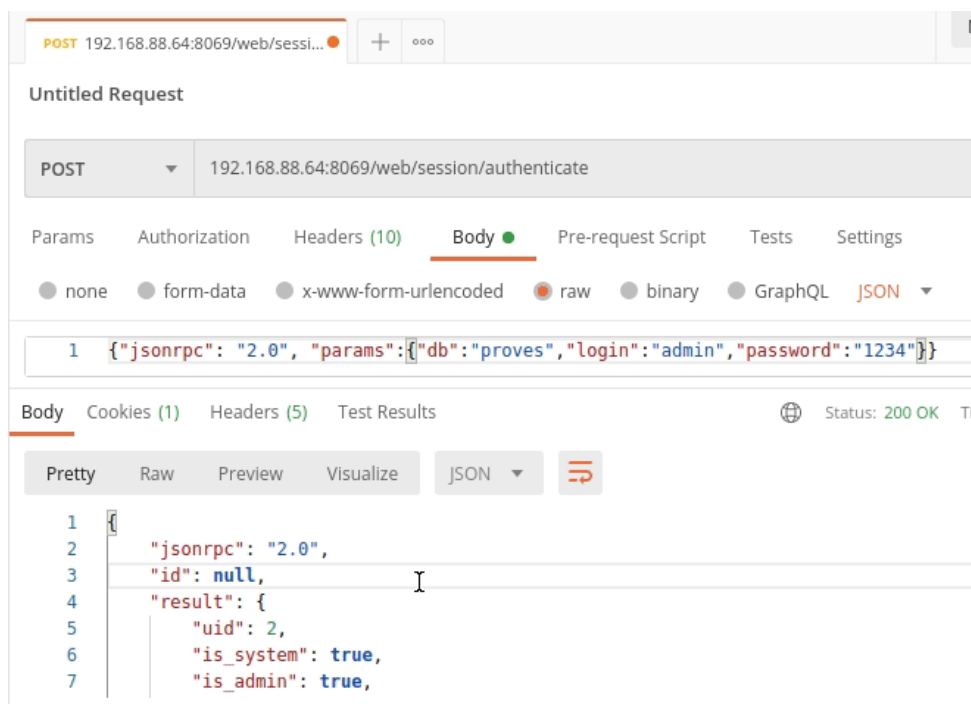 POST 192.168.88.64:8069/web/sessi...
Untitled Request
POST 192.168.88.64:8069/web/session/authenticate
Params Authorization Headers (10) Body Pre-request Script Tests Settings
none form-data x-www-form-urlencoded raw binary GraphQL JSON
1 {"jsonrpc": "2.0", "params":{"db":"proves","login":"admin","password":"1234"}}
Body Cookies (1) Headers (5) Test Results Status: 200 OK
Pretty Raw Preview Visualize JSON
1 {
2 "jsonrpc": "2.0",
3 "id": null,
4 "result": {
5 "uid": 2,
6 "is_system": true,
7 "is_admin": true,